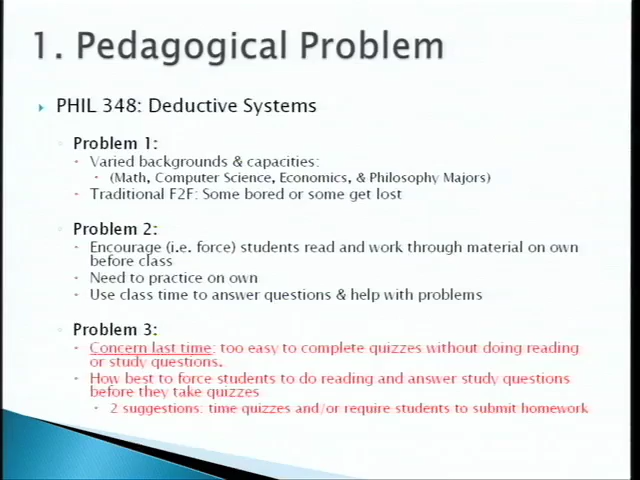 1. Pedagogical Problem
PHIL 348: Deductive Systems
Problem 1:
Varied backgrounds & capacities:
(Math, Computer Science, Economics, & Philosophy Majors)
Traditional F2F: Some bored or some get lost
Problem 2:
Encourage (i.e. force) students read and work through material on own
before class
Need to practice on own
Use class time to answer questions & help with problems
Problem 3:
Concern last time: too easy to complete quizzes without doing reading
or study questions.
How best to force students to do reading and answer study questions
before they take quizzes
2 suggestions: time quizzes and/or require students to submit homework